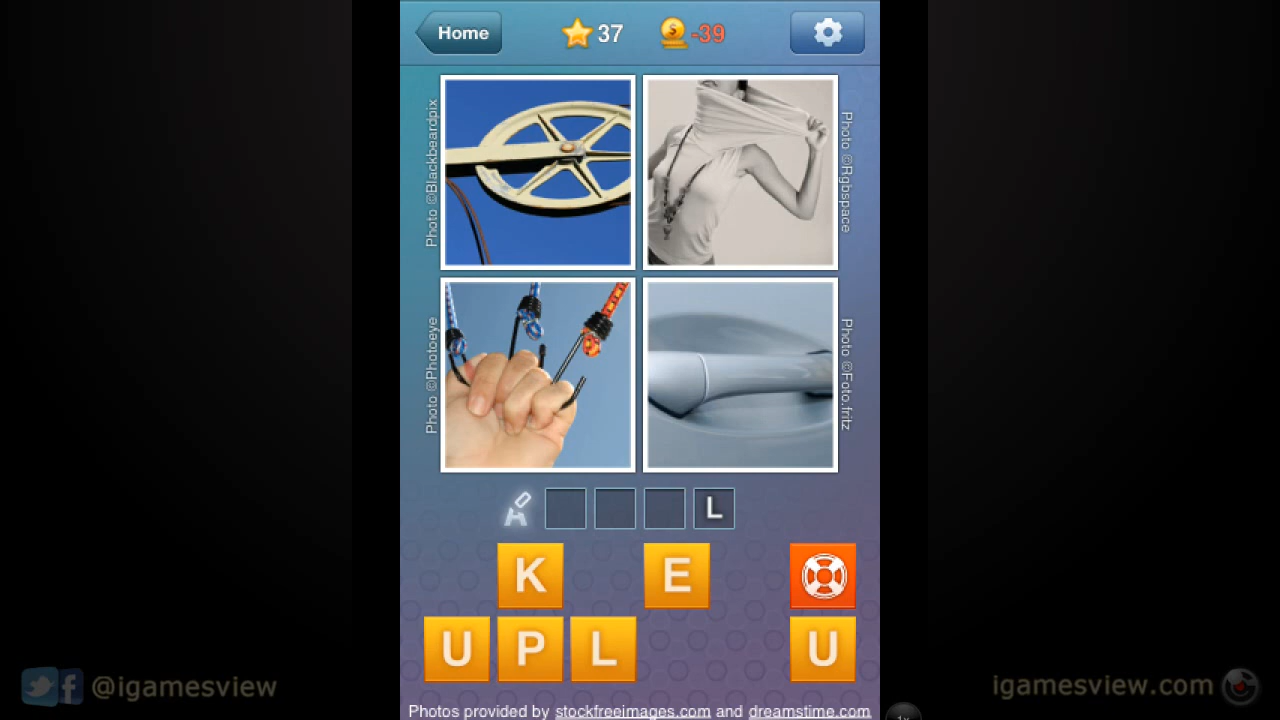 Home
37
-39
Photo ©Blackbeardpix
Photo ©Rgbspace
Photo ©Photoeye
Photo ©Foto.fritz
L
K E
U P L U
@igamesview
igamesview.com
Photos provided by stockfreeimages.com and dreamstime.com
1x